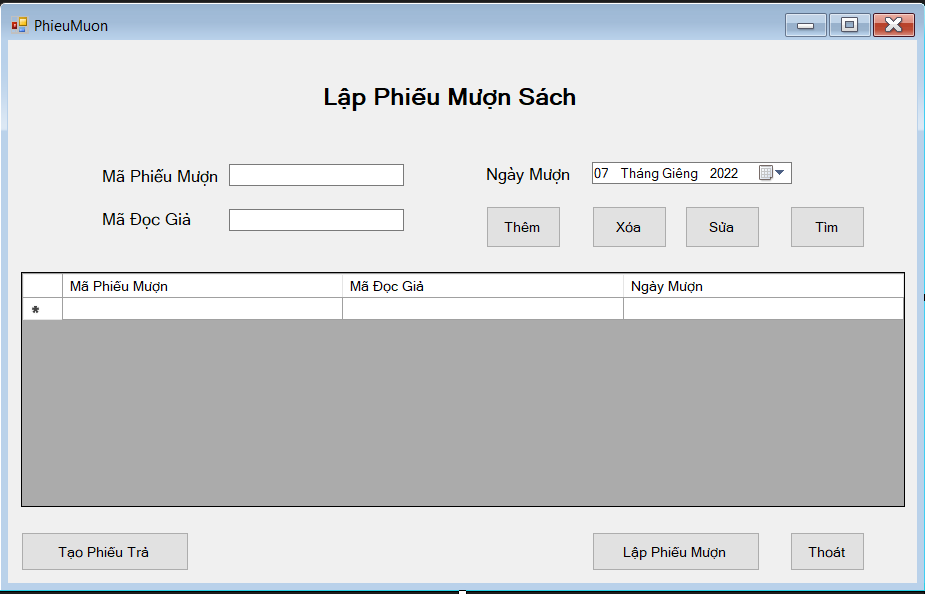 PhieuMuon
Lập Phiếu Mượn Sách
Mã Phiếu Mượn
Ngày Mượn 07 Tháng Giêng 2022
Mã Đọc Giả
Thêm Xóa Sửa Tìm
Mã Phiếu Mượn Mã Đọc Giả Ngày Mượn
*
Tạo Phiếu Trả Lập Phiếu Mượn Thoát